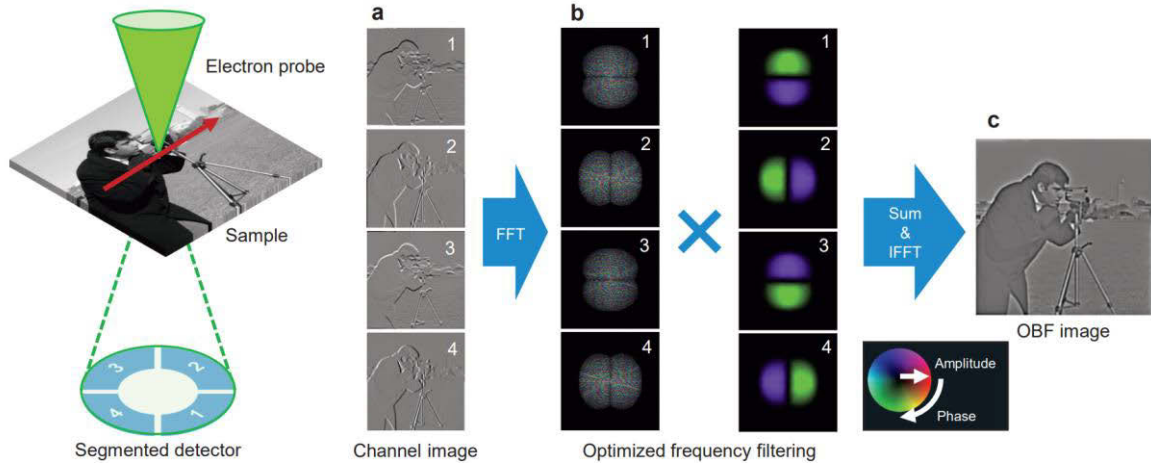 a
b
c
Electron probe
Sample
Segmented detector
3
2
4
1
1
2
3
4
Channel image
FFT
1
2
3
4
1
2
3
4
Optimized frequency filtering
Sum
&
IFFT
OBF image
Amplitude
Phase